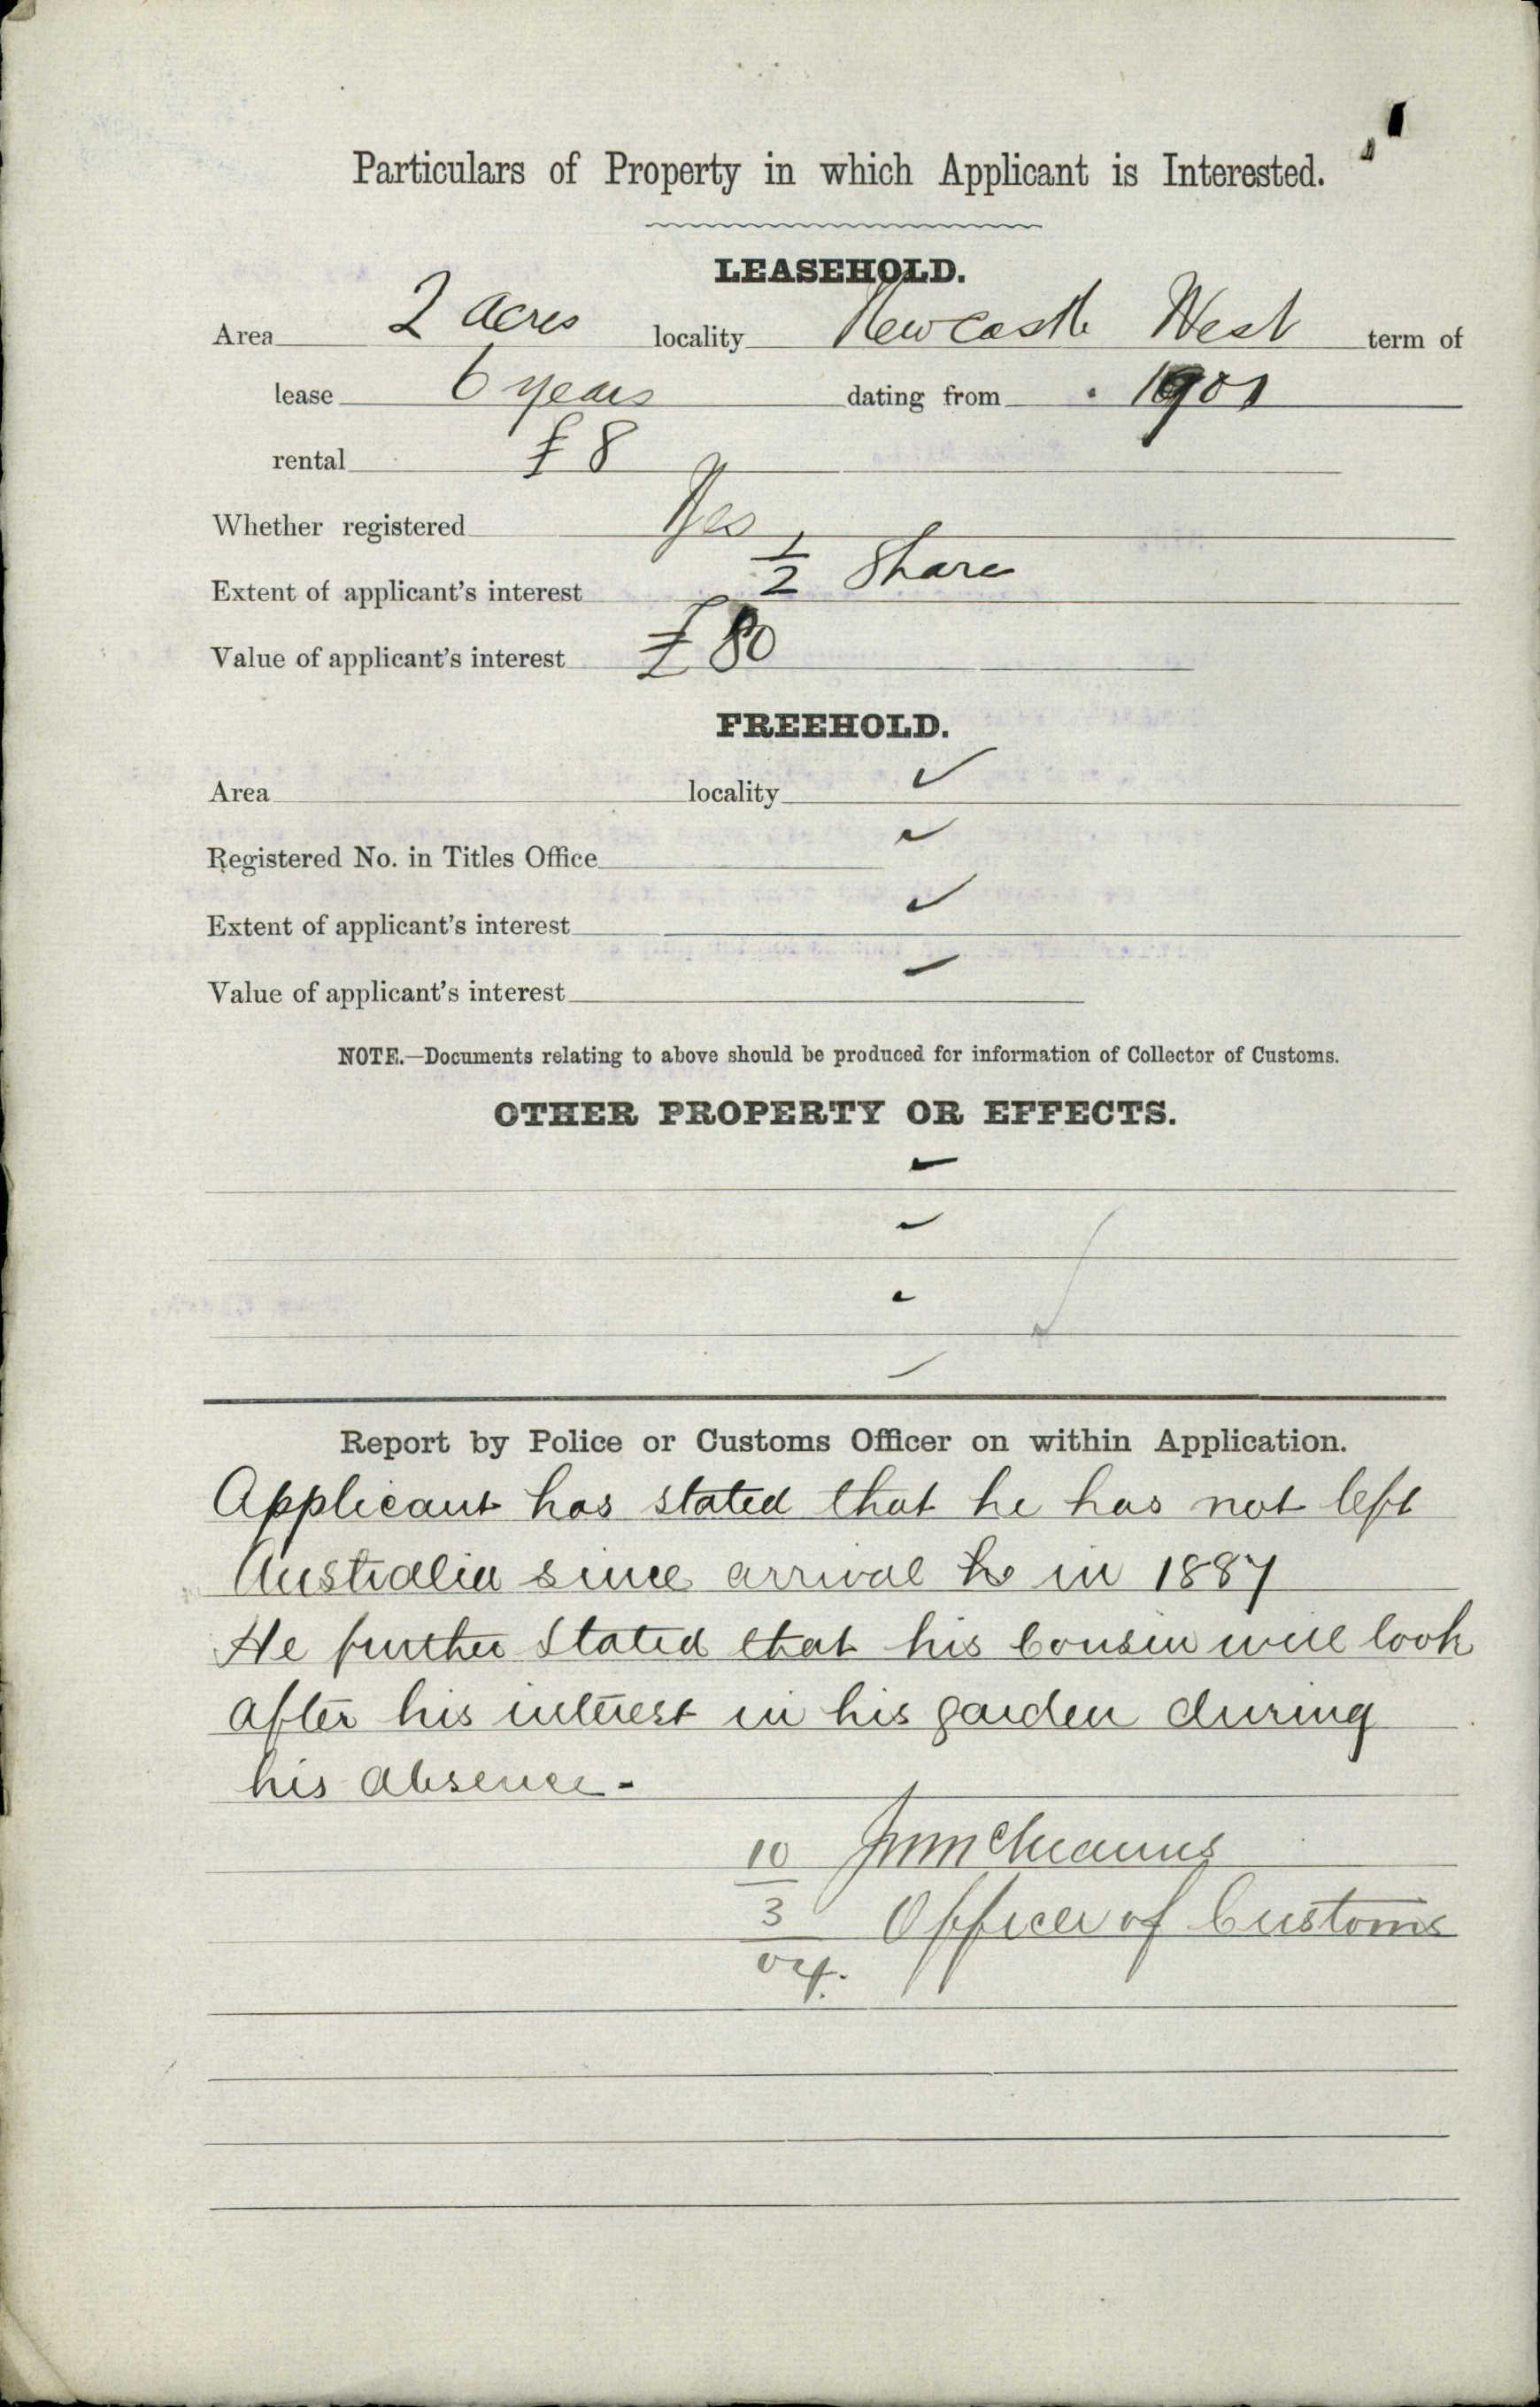 Particulars of Property in which Applicant is Interested.
LEASEHOLD.
Area 2 acres locality Newcastle West term of
lease 6 years dating from 1901
rental £8
Whether registered Yes
Extent of applicant's interest 1/2 Share
Value of applicant's interest £80
FREEHOLD.
Area locality
Registered No. in Titles Office
Extent of applicant's interest
Value of applicant's interest
NOTE.—Documents relating to above should be produced for information of Collector of Customs.
OTHER PROPERTY OR EFFECTS.
Report by Police or Customs Officer on within Application.
Applicant has stated that he has not left
Australia since arrival in 1887
He further stated that his Cousin will look
after his interest in his garden during
his absence -
10
3 Officer of Customs
04.